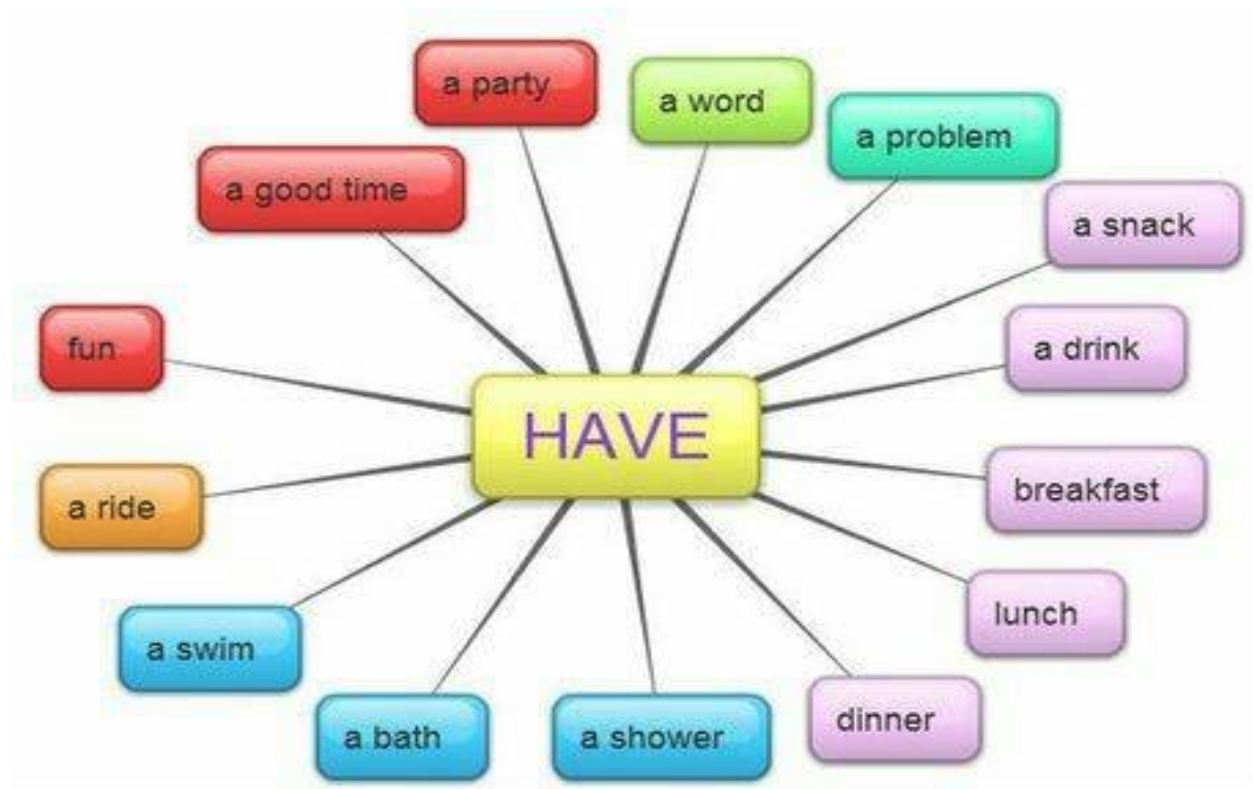 a party
a word
a problem
a good time
a snack
fun
a drink
HAVE
breakfast
a ride
lunch
a swim
dinner
a bath
a shower